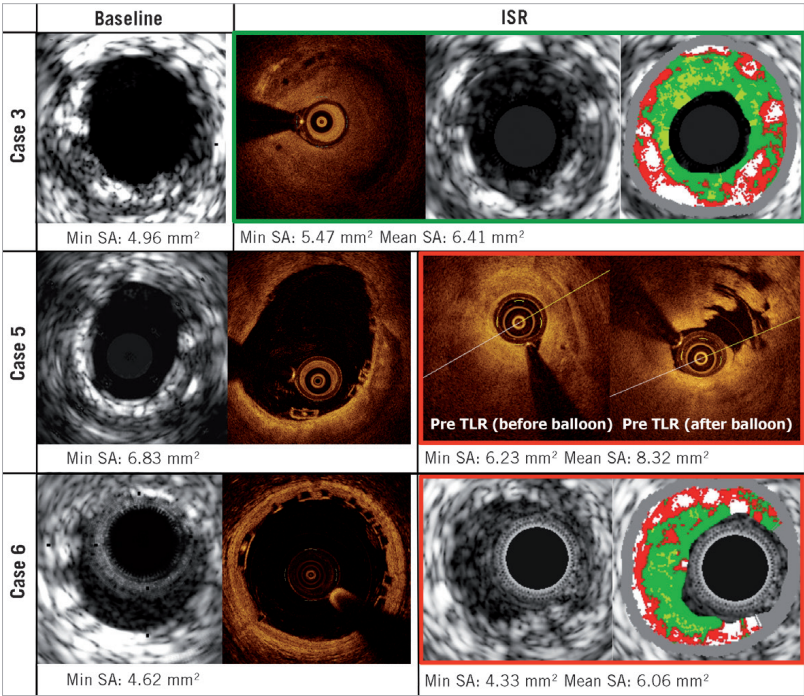 Baseline
ISR
Case 3
Min SA: 4.96 mm²
Min SA: 5.47 mm² Mean SA: 6.41 mm²
Case 5
Pre TLR (before balloon)
Pre TLR (after balloon)
Min SA: 6.83 mm²
Min SA: 6.23 mm² Mean SA: 8.32 mm²
Case 6
Min SA: 4.62 mm²
Min SA: 4.33 mm² Mean SA: 6.06 mm²